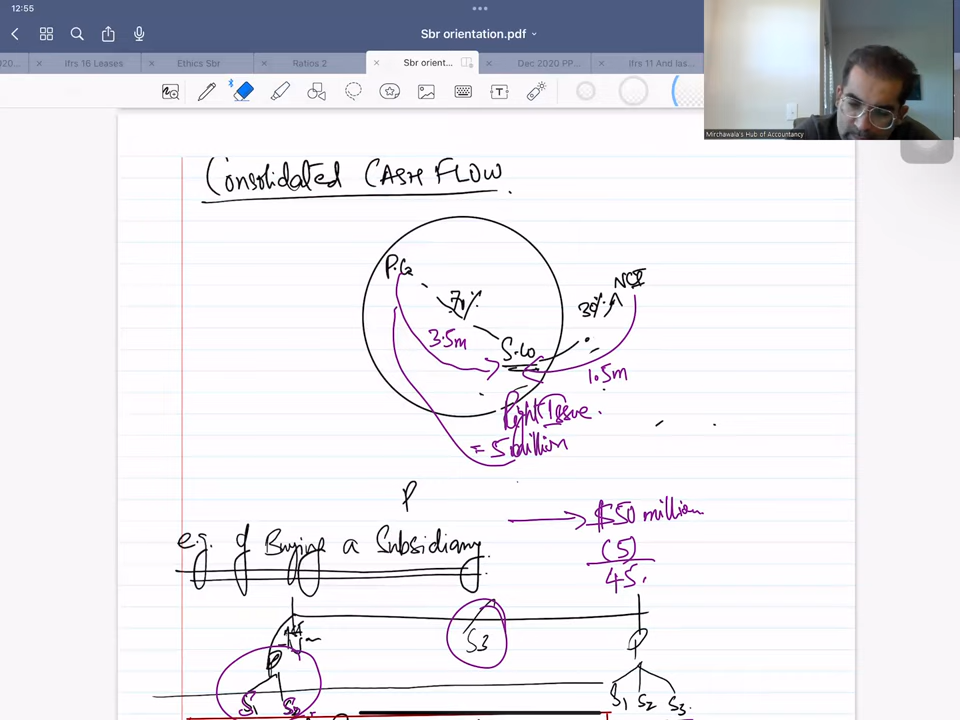 12:55
Sbr orientation.pdf
2020...
Ifrs 16 Leases
Ethics Sbr
Ratios 2
Sbr orient...
Dec 2020 PP...
Ifrs 11 And Ias...
Mirchawala's Hub of Accountancy
Consolidated CASH FLOW.
P.Co
NCI
70%
30%
3.5m
S.Co
1.5m
Right Issue.
= 5 million
P
$50 million
e.g. of Buying a Subsidiary.
(5)
45.
S3
P
P
S1
S2
S1 S2 S3